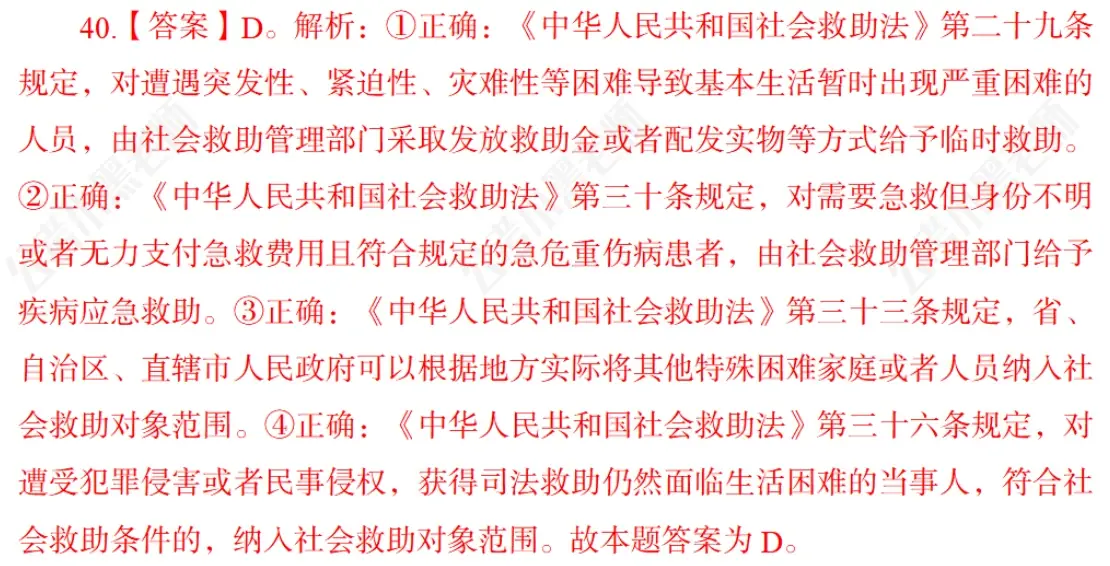 40.【答案】D。解析：①正确：《中华人民共和国社会救助法》第二十九条
规定，对遭遇突发性、紧迫性、灾难性等困难导致基本生活暂时出现严重困难的
人员，由社会救助管理部门采取发放救助金或者配发实物等方式给予临时救助。
②正确：《中华人民共和国社会救助法》第三十条规定，对需要急救但身份不明
或者无力支付急救费用且符合规定的急危重伤病患者，由社会救助管理部门给予
疾病应急救助。③正确：《中华人民共和国社会救助法》第三十三条规定，省、
自治区、直辖市人民政府可以根据地方实际将其他特殊困难家庭或者人员纳入社
会救助对象范围。④正确：《中华人民共和国社会救助法》第三十六条规定，对
遭受犯罪侵害或者民事侵权，获得司法救助仍然面临生活困难的当事人，符合社
会救助条件的，纳入社会救助对象范围。故本题答案为 D。